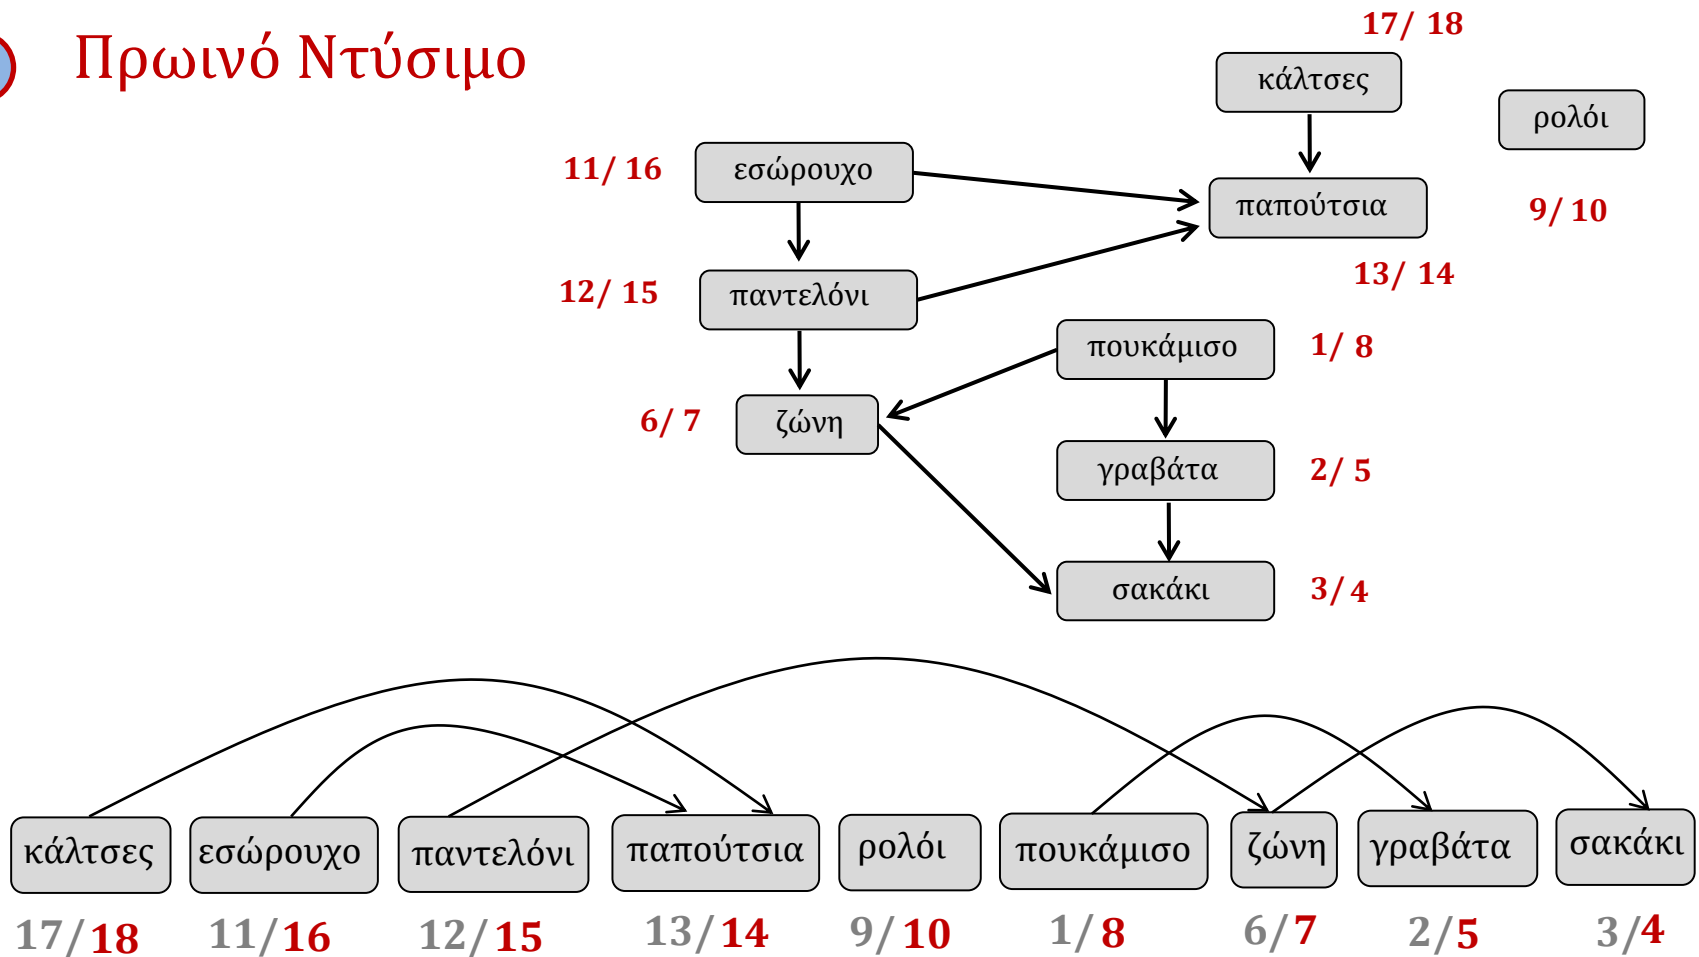 Πρωινό Ντύσιμο
17/ 18
κάλτσες
ρολόι
11/ 16
εσώρουχο
παπούτσια
9/ 10
13/ 14
12/ 15
παντελόνι
πουκάμισο
1/ 8
6/ 7
ζώνη
γραβάτα
2/ 5
σακάκι
3/ 4
κάλτσες εσώρουχο παντελόνι παπούτσια ρολόι πουκάμισο ζώνη γραβάτα σακάκι
17/18 11/16 12/15 13/14 9/10 1/8 6/7 2/5 3/4